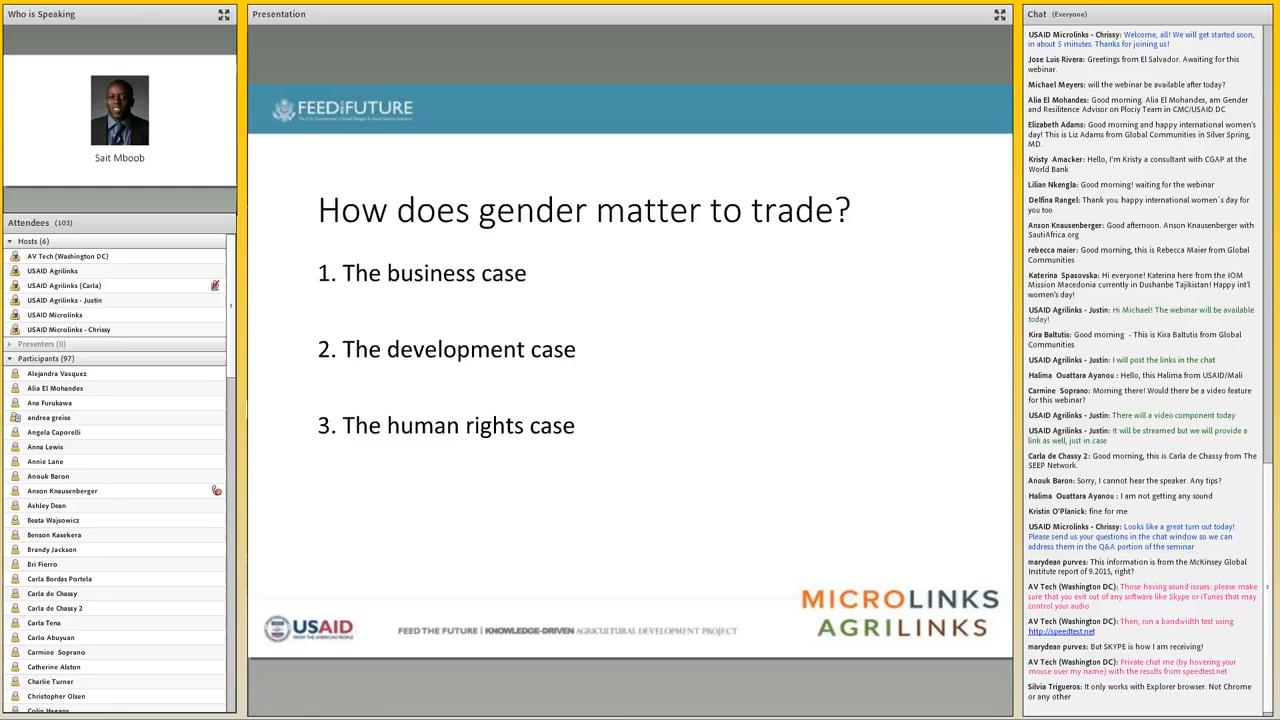 Who is Speaking
Sait Mboob
Attendees (103)
Hosts (6)
AV Tech (Washington DC)
USAID Agrilinks
USAID Agrilinks (Carla)
USAID Agrilinks - Justin
USAID Microlinks
USAID Microlinks - Chrissy
Presenters (0)
Participants (97)
Alejandra Vasquez
Alia El Mohandes
Ana Furukawa
andrea greise
Angela Caporelli
Anna Lewis
Annie Lane
Anouk Baron
Anson Knausenberger
Ashley Dean
Beata Wajsowicz
Benson Kasekera
Brandy Jackson
Bri Fierro
Carla Bordas Portela
Carla de Chassy
Carla de Chassy 2
Carla Tena
Carlo Abuyuan
Carmine Soprano
Catherine Alston
Charlie Turner
Christopher Olsen
Colin Hagans
Presentation
FEED THE FUTURE
The U.S. Government's Global Hunger & Food Security Initiative
How does gender matter to trade?
1. The business case
2. The development case
3. The human rights case
USAID
FROM THE AMERICAN PEOPLE
FEED THE FUTURE | KNOWLEDGE-DRIVEN AGRICULTURAL DEVELOPMENT PROJECT
MICROLINKS
AGRILINKS
Chat (Everyone)
USAID Microlinks - Chrissy: Welcome, all! We will get started soon,
in about 5 minutes. Thanks for joining us!
Jose Luis Rivera: Greetings from El Salvador. Awaiting for this
webinar.
Michael Meyers: will the webinar be available after today?
Alia El Mohandes: Good morning. Alia El Mohandes, am Gender
and Resiltence Advisor on Plociy Team in CMC/USAID DC
Elizabeth Adams: Good morning and happy international women's
day! This is Liz Adams from Global Communities in Silver Spring,
MD.
Kristy Amacker: Hello, I'm Kristy a consultant with CGAP at the
World Bank
Lilian Nkengla: Good morning! waiting for the webinar
Delfina Rangel: Thank you. happy international women´s day for
you too
Anson Knausenberger: Good afternoon. Anson Knausenberger with
SautiAfrica.org
rebecca maier: Good morning, this is Rebecca Maier from Global
Communities
Katerina Spasovska: Hi everyone! Katerina here from the IOM
Mission Macedonia currently in Dushanbe Tajikistan! Happy int'l
women's day!
USAID Agrilinks - Justin: Hi Michael! The webinar will be available
today!
Kira Baltutis: Good morning - This is Kira Baltutis from Global
Communities
USAID Agrilinks - Justin: I will post the links in the chat
Halima Ouattara Ayanou : Hello, this Halima from USAID/Mali
Carmine Soprano: Morning there! Would there be a video feature
for this webinar?
USAID Agrilinks - Justin: There will a video component today
USAID Agrilinks - Justin: It will be streamed but we will provide a
link as well, just in case
Carla de Chassy 2: Good morning, this is Carla de Chassy from The
SEEP Network.
Anouk Baron: Sorry, I cannot hear the speaker. Any tips?
Halima Ouattara Ayanou : I am not getting any sound
Kristin O'Planick: fine for me
USAID Microlinks - Chrissy: Looks like a great turn out today!
Please send us your questions in the chat window so we can
address them in the Q&A portion of the seminar
marydean purves: This information is from the McKinsey Global
Institute report of 9.2015, right?
AV Tech (Washington DC): Those having sound issues: please make
sure that you exit out of any software like Skype or iTunes that may
control your audio
AV Tech (Washington DC): Then, run a bandwidth test using
http://speedtest.net
marydean purves: But SKYPE is how I am receiving!
AV Tech (Washington DC): Private chat me (by hovering your
mouse over my name) with the results from speedtest.net
Silvia Trigueros: It only works with Explorer browser. Not Chrome
or any other